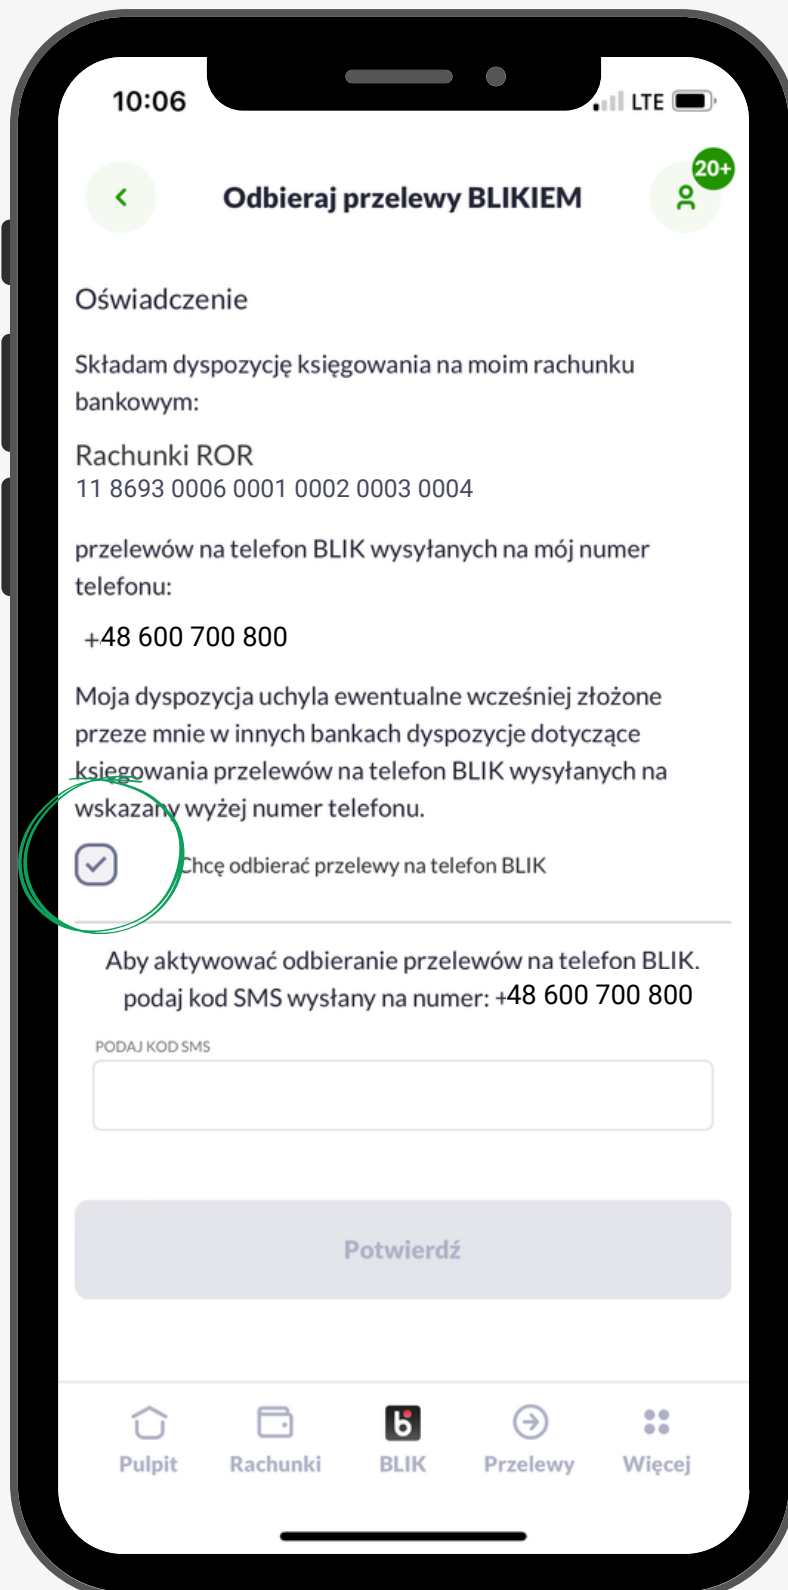 10:06
LTE
20+
Odbieraj przelewy BLIKIEM
Oświadczenie
Składam dyspozycję księgowania na moim rachunku
bankowym:
Rachunki ROR
11 8693 0006 0001 0002 0003 0004
przelewów na telefon BLIK wysyłanych na mój numer
telefonu:
+48 600 700 800
Moja dyspozycja uchyla ewentualne wcześniej złożone
przeze mnie w innych bankach dyspozycje dotyczące
księgowania przelewów na telefon BLIK wysyłanych na
wskazany wyżej numer telefonu.
Chcę odbierać przelewy na telefon BLIK
Aby aktywować odbieranie przelewów na telefon BLIK,
podaj kod SMS wysłany na numer: +48 600 700 800
PODAJ KOD SMS
Potwierdź
Pulpit
Rachunki
BLIK
Przelewy
Więcej